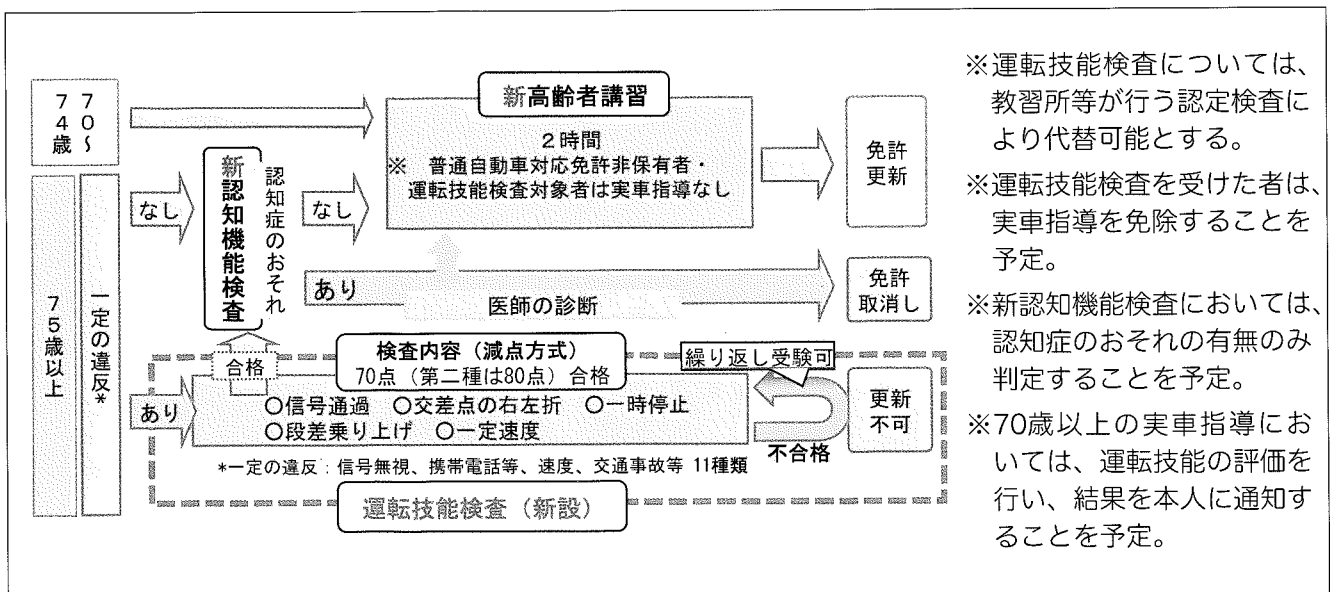 70～
74歳
75歳以上
一定の違反*
なし
あり
新認知機能検査
認知症のおそれ
なし
あり
新高齢者講習
2時間
※ 普通自動車対応免許非保有者・
運転技能検査対象者は実車指導なし
免許
更新
医師の診断
免許
取消し
合格
検査内容（減点方式）
70点（第二種は80点）合格
○信号通過 ○交差点の右左折 ○一時停止
○段差乗り上げ ○一定速度
繰り返し受験可
不合格
更新
不可
*一定の違反：信号無視、携帯電話等、速度、交通事故等 11種類
運転技能検査（新設）
※運転技能検査については、
教習所等が行う認定検査に
より代替可能とする。
※運転技能検査を受けた者は、
実車指導を免除することを
予定。
※新認知機能検査においては、
認知症のおそれの有無のみ
判定することを予定。
※70歳以上の実車指導にお
いては、運転技能の評価を
行い、結果を本人に通知す
ることを予定。